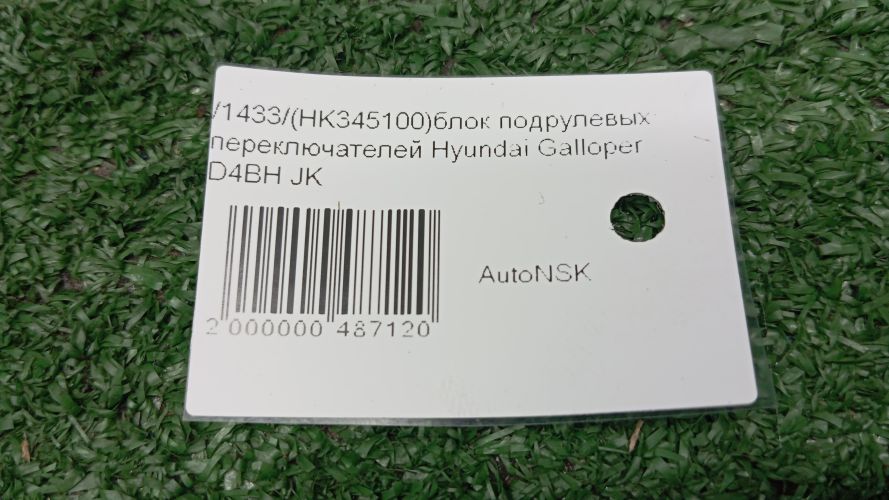 /1433/(HK345100)блок подрулевых
переключателей Hyundai Galloper
D4BH JK
AutoNSK
2 000000 487120